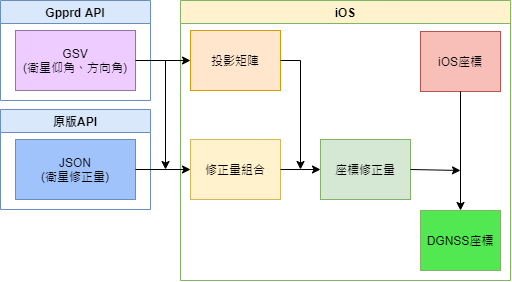 Gpprd API
GSV
(衛星仰角、方向角)
原版API
JSON
(衛星修正量)
iOS
投影矩陣
iOS座標
修正量組合
座標修正量
DGNSS座標